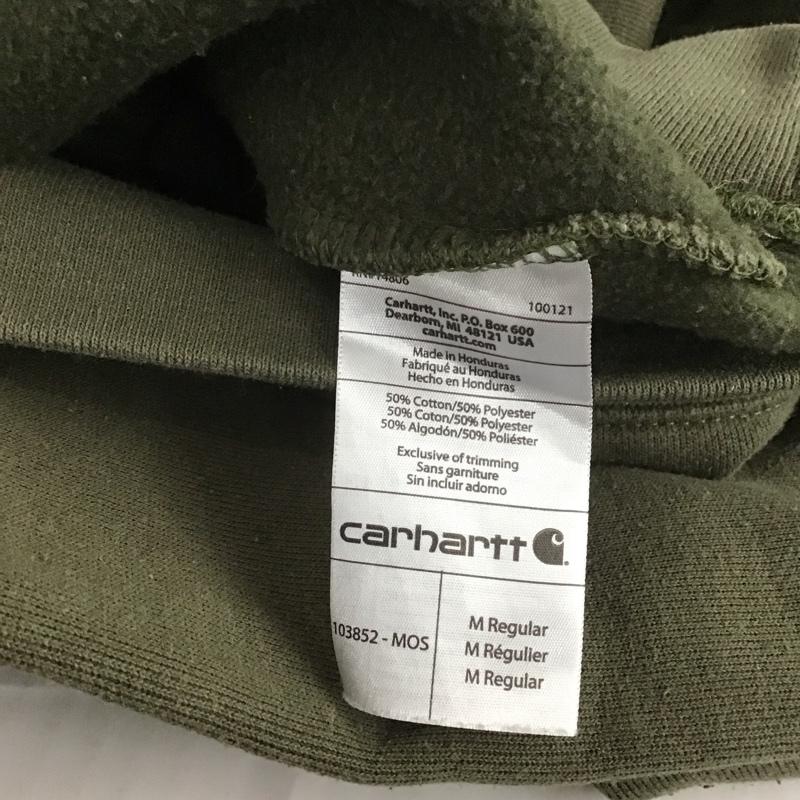 RN#14806
100121
Carhartt, Inc. P.O. Box 600
Dearborn, MI 48121 USA
carhartt.com
Made in Honduras
Fabriqué au Honduras
Hecho en Honduras
50% Cotton/50% Polyester
50% Coton/50% Polyester
50% Algodón/50% Poliéster
Exclusive of trimming
Sans garniture
Sin incluir adorno
carhartt
103852 - MOS
M Regular
M Régulier
M Regular